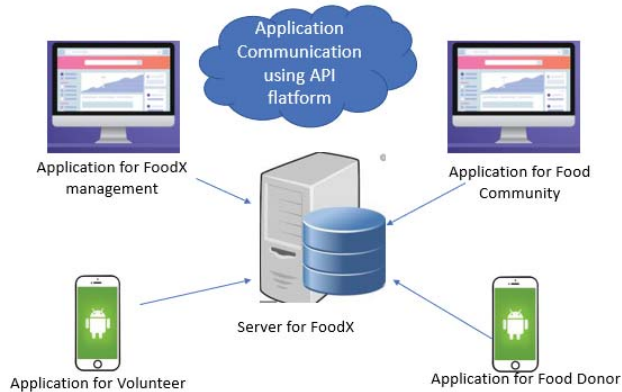 Application
Communication
using API
flatform
Application for FoodX
management
Application for Food
Community
Server for FoodX
Application for Volunteer
Application for Food Donor